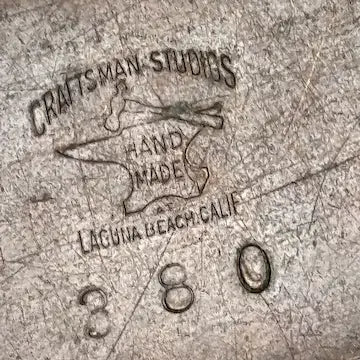 CRAFTSMAN STUDIOS
HAND
MADE
LAGUNA BEACH, CALIF
380